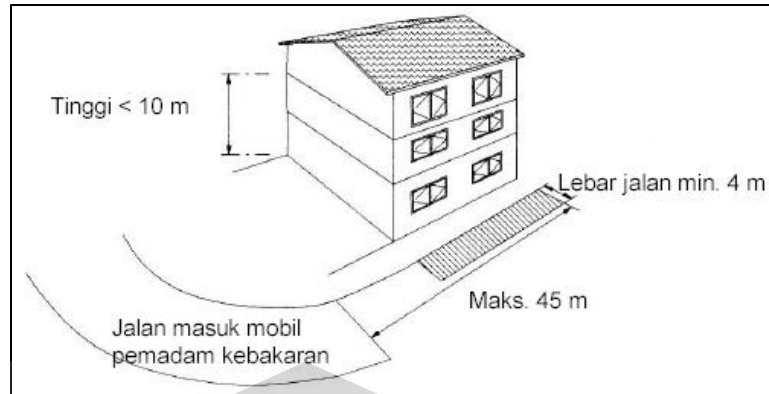 Tinggi < 10 m
Lebar jalan min. 4 m
Maks. 45 m
Jalan masuk mobil
pemadam kebakaran